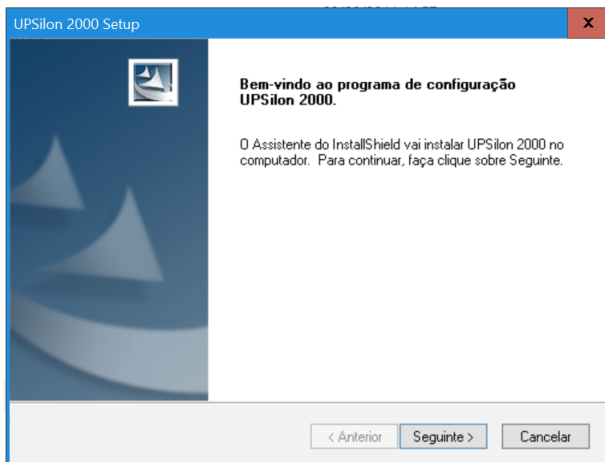 UPSilon 2000 Setup
x
Bem-vindo ao programa de configuração
UPSilon 2000.
O Assistente do InstallShield vai instalar UPSilon 2000 no
computador. Para continuar, faça clique sobre Seguinte.
< Anterior
Seguinte >
Cancelar